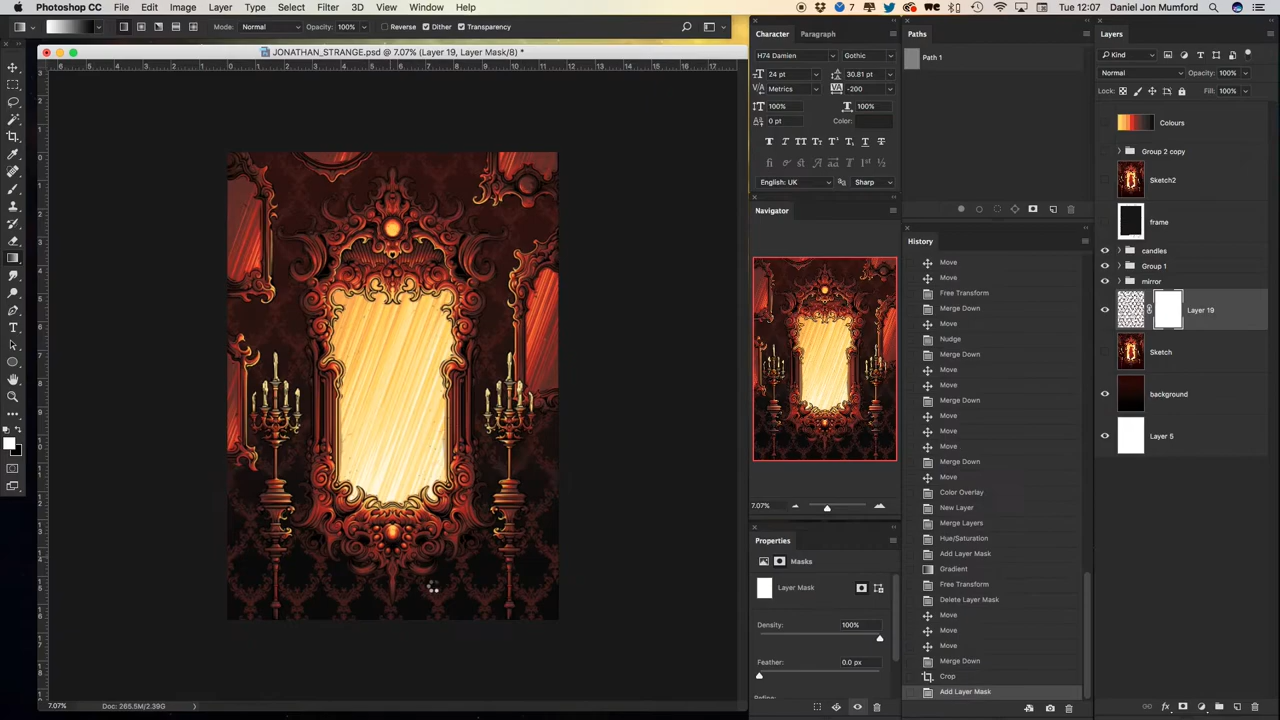 Photoshop CC File Edit Image Layer Type Select Filter 3D View Window Help 7 Tue 12:07 Daniel Jon Mumford
Mode: Normal Opacity: 100% Reverse Dither Transparency
JONATHAN_STRANGE.psd @ 7.07% (Layer 19, Layer Mask/8) *
7.07% Doc: 265.5M/2.39G
Character Paragraph
H74 Damien Gothic
24 pt 30.81 pt
Metrics -200
100% 100%
0 pt Color:
English: UK Sharp
Navigator
7.07%
Properties
Masks
Layer Mask
Density: 100%
Feather: 0.0 px
Paths
Path 1
History
Move
Move
Free Transform
Merge Down
Move
Nudge
Merge Down
Move
Move
Merge Down
Move
Move
Move
Merge Down
Move
Color Overlay
New Layer
Merge Layers
Hue/Saturation
Add Layer Mask
Gradient
Free Transform
Delete Layer Mask
Move
Move
Move
Merge Down
Crop
Add Layer Mask
Layers
Kind
Normal Opacity: 100%
Lock: Fill: 100%
Colours
Group 2 copy
Sketch2
frame
candles
Group 1
mirror
Layer 19
Sketch
background
Layer 5